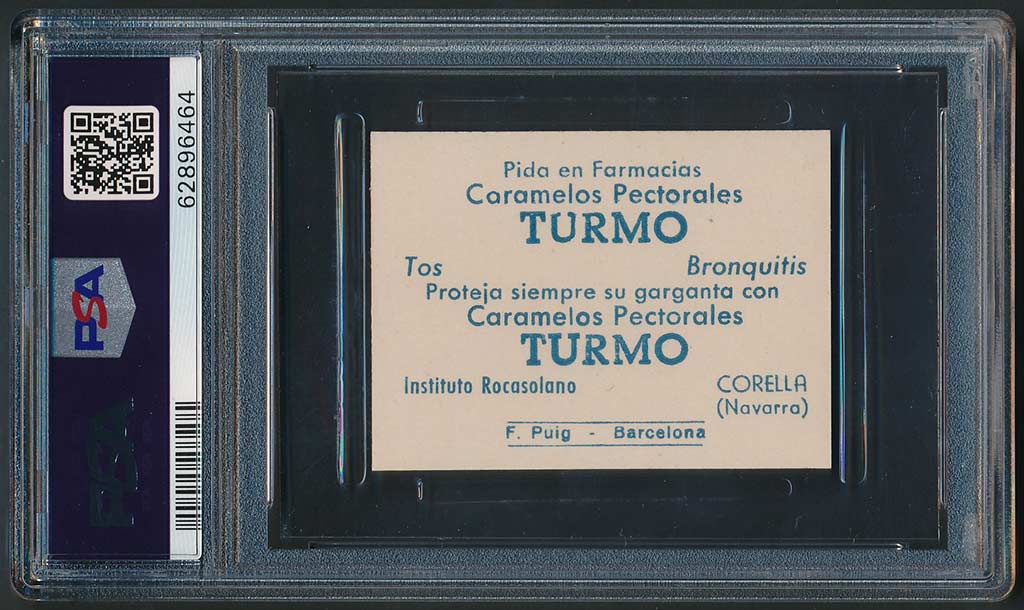 62896464
PSA
PSA
Pida en Farmacias
Caramelos Pectorales
TURMO
Tos Bronquitis
Proteja siempre su garganta con
Caramelos Pectorales
TURMO
Instituto Rocasolano CORELLA
(Navarra)
F. Puig - Barcelona